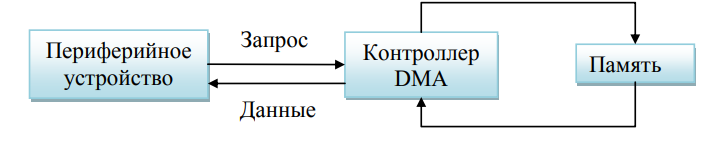 Периферийное
устройство
Запрос
Данные
Контроллер
DMA
Память